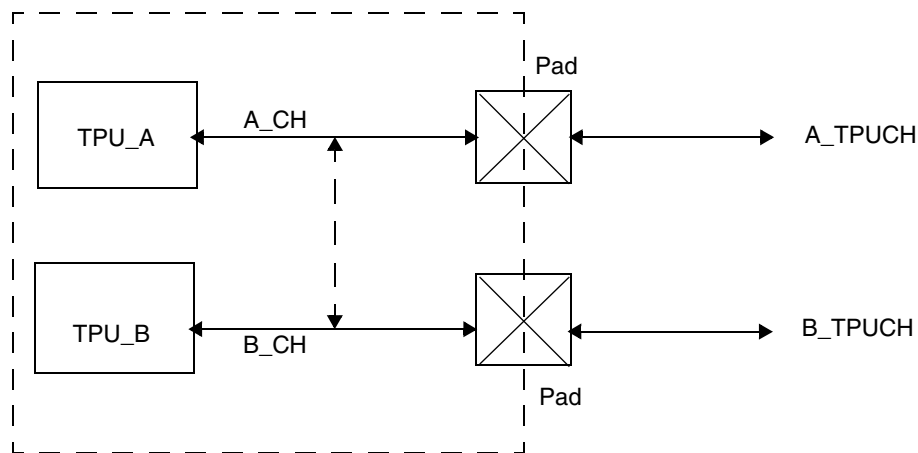 Pad
TPU_A
A_CH
A_TPUCH
TPU_B
B_CH
B_TPUCH
Pad